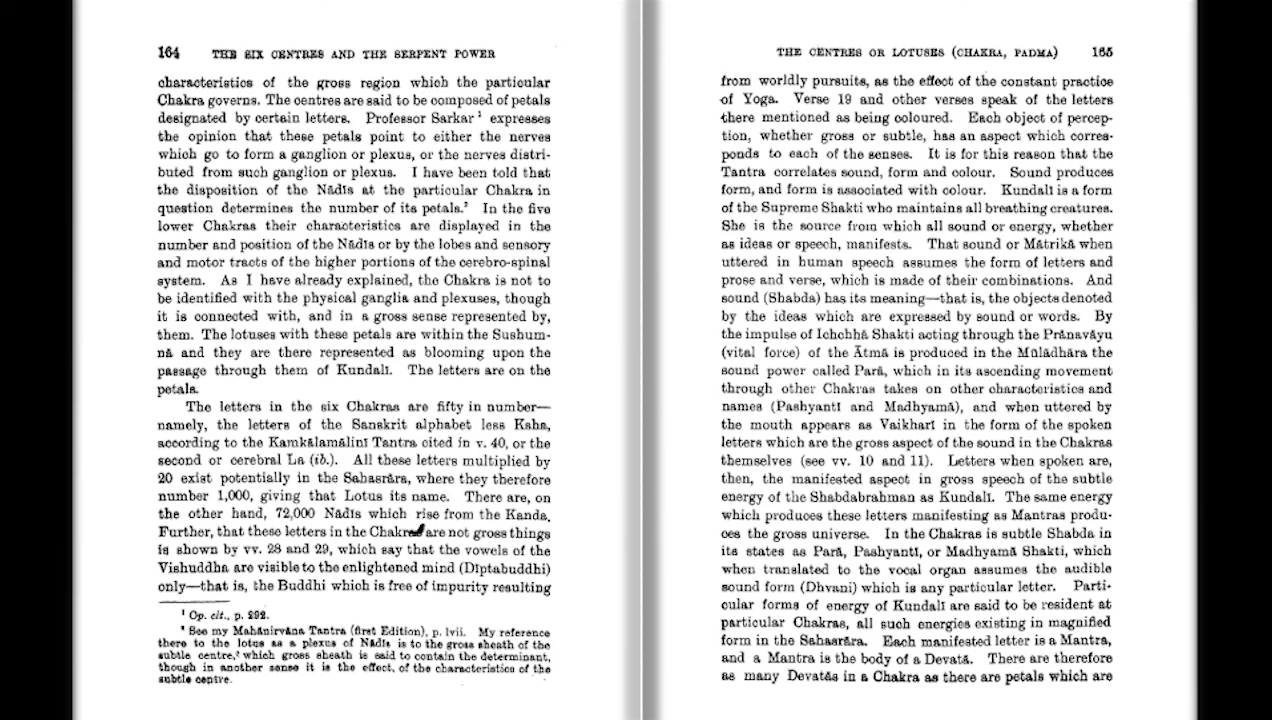 164 THE SIX CENTRES AND THE SERPENT POWER
characteristics of the gross region which the particular
Chakra governs. The centres are said to be composed of petals
designated by certain letters. Professor Sarkar ¹ expresses
the opinion that these petals point to either the nerves
which go to form a ganglion or plexus, or the nerves distri-
buted from such ganglion or plexus. I have been told that
the disposition of the Nādīs at the particular Chakra in
question determines the number of its petals.² In the five
lower Chakras their characteristics are displayed in the
number and position of the Nādīs or by the lobes and sensory
and motor tracts of the higher portions of the cerebro-spinal
system. As I have already explained, the Chakra is not to
be identified with the physical ganglia and plexuses, though
it is connected with, and in a gross sense represented by,
them. The lotuses with these petals are within the Sushum-
nā and they are there represented as blooming upon the
passage through them of Kundalī. The letters are on the
petals.
The letters in the six Chakras are fifty in number—
namely, the letters of the Sanskrit alphabet less Ksha,
according to the Kamkālamālinī Tantra cited in v. 40, or the
second or cerebral La (ib.). All these letters multiplied by
20 exist potentially in the Sahasrāra, where they therefore
number 1,000, giving that Lotus its name. There are, on
the other hand, 72,000 Nādīs which rise from the Kanda.
Further, that these letters in the Chakras are not gross things
is shown by vv. 28 and 29, which say that the vowels of the
Vishuddha are visible to the enlightened mind (Dīptabuddhi)
only—that is, the Buddhi which is free of impurity resulting
¹ Op. cit., p. 292.
² See my Mahānirvāna Tantra (first Edition), p. lvii. My reference
there to the lotus as a plexus of Nādīs is to the gross sheath of the
subtle centre, which gross sheath is said to contain the determinant,
though in another sense it is the effect, of the characteristics of the
subtle centre.
THE CENTRES OR LOTUSES (CHAKRA, PADMA) 165
from worldly pursuits, as the effect of the constant practice
of Yoga. Verse 19 and other verses speak of the letters
there mentioned as being coloured. Each object of percep-
tion, whether gross or subtle, has an aspect which corres-
ponds to each of the senses. It is for this reason that the
Tantra correlates sound, form and colour. Sound produces
form, and form is associated with colour. Kundalī is a form
of the Supreme Shakti who maintains all breathing creatures.
She is the source from which all sound or energy, whether
as ideas or speech, manifests. That sound or Mātrikā when
uttered in human speech assumes the form of letters and
prose and verse, which is made of their combinations. And
sound (Shabda) has its meaning—that is, the objects denoted
by the ideas which are expressed by sound or words. By
the impulse of Ichchhā Shakti acting through the Prānavāyu
(vital force) of the Ātmā is produced in the Mūlādhāra the
sound power called Parā, which in its ascending movement
through other Chakras takes on other characteristics and
names (Pashyantī and Madhyamā), and when uttered by
the mouth appears as Vaikharī in the form of the spoken
letters which are the gross aspect of the sound in the Chakras
themselves (see vv. 10 and 11). Letters when spoken are,
then, the manifested aspect in gross speech of the subtle
energy of the Shabdabrahman as Kundalī. The same energy
which produces these letters manifesting as Mantras produ-
ces the gross universe. In the Chakras is subtle Shabda in
its states as Parā, Pashyantī, or Madhyamā Shakti, which
when translated to the vocal organ assumes the audible
sound form (Dhvani) which is any particular letter. Parti-
cular forms of energy of Kundalī are said to be resident at
particular Chakras, all such energies existing in magnified
form in the Sahasrāra. Each manifested letter is a Mantra,
and a Mantra is the body of a Devatā. There are therefore
as many Devatās in a Chakra as there are petals which are